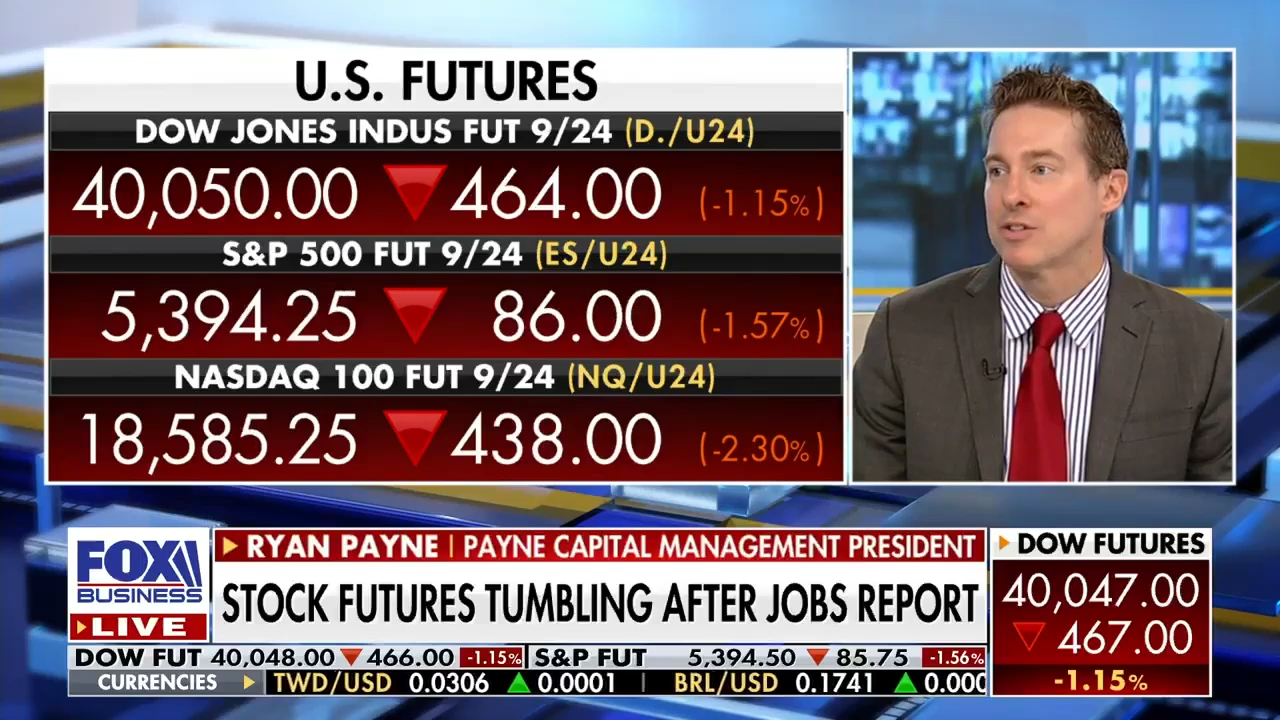 U.S. FUTURES
DOW JONES INDUS FUT 9/24 (D./U24)
40,050.00 ▼ 464.00 (-1.15%)
S&P 500 FUT 9/24 (ES/U24)
5,394.25 ▼ 86.00 (-1.57%)
NASDAQ 100 FUT 9/24 (NQ/U24)
18,585.25 ▼ 438.00 (-2.30%)
FOX
BUSINESS
LIVE
RYAN PAYNE | PAYNE CAPITAL MANAGEMENT PRESIDENT
STOCK FUTURES TUMBLING AFTER JOBS REPORT
DOW FUTURES
40,047.00
▼ 467.00
-1.15%
DOW FUT 40,048.00 ▼ 466.00 -1.15% S&P FUT 5,394.50 ▼ 85.75 -1.56%
CURRENCIES TWD/USD 0.0306 ▲ 0.0001 | BRL/USD 0.1741 ▲ 0.000